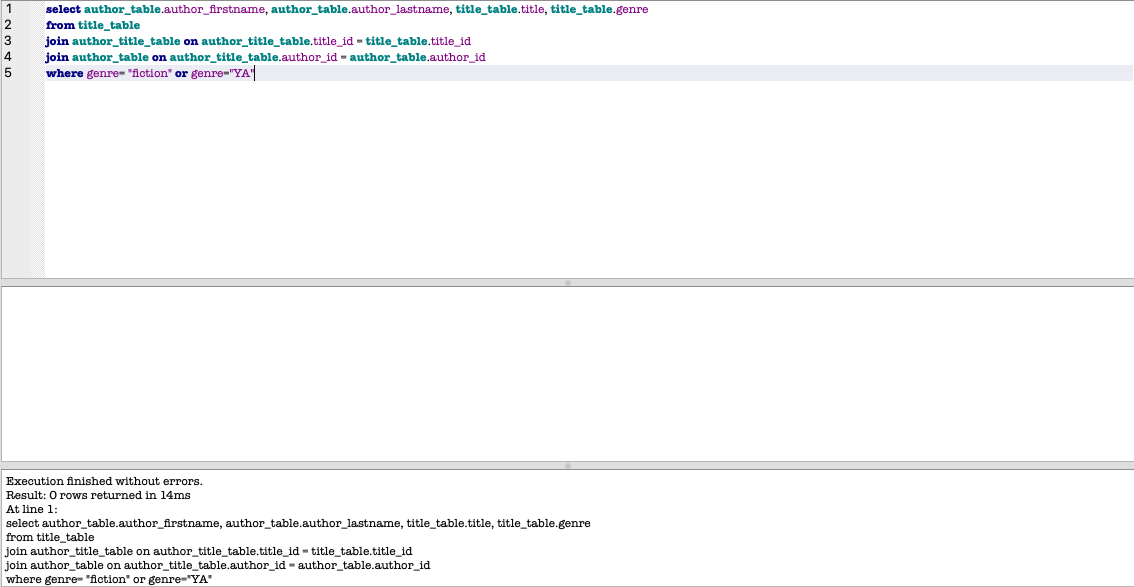 1 select author_table.author_firstname, author_table.author_lastname, title_table.title, title_table.genre
2 from title_table
3 join author_title_table on author_title_table.title_id = title_table.title_id
4 join author_table on author_title_table.author_id = author_table.author_id
5 where genre= "fiction" or genre="YA"
Execution finished without errors.
Result: 0 rows returned in 14ms
At line 1:
select author_table.author_firstname, author_table.author_lastname, title_table.title, title_table.genre
from title_table
join author_title_table on author_title_table.title_id = title_table.title_id
join author_table on author_title_table.author_id = author_table.author_id
where genre= "fiction" or genre="YA"